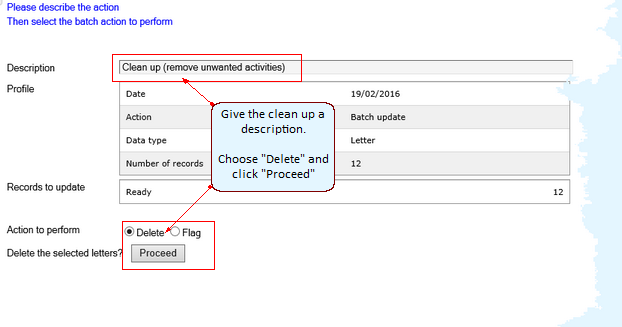 Please describe the action
Then select the batch action to perform
Description
Clean up (remove unwanted activities)
Profile
Date 19/02/2016
Action Batch update
Data type Letter
Number of records 12
Give the clean up a
description.
Choose "Delete" and
click "Proceed"
Records to update
Ready 12
Action to perform
Delete Flag
Delete the selected letters?
Proceed